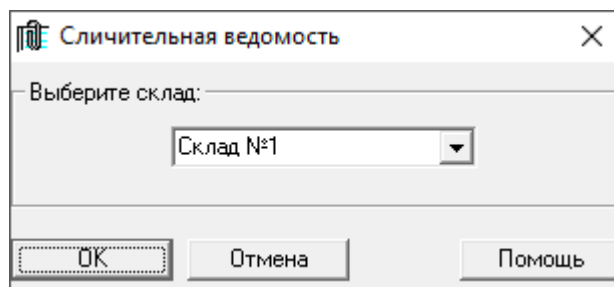 Сличительная ведомость
Выберите склад:
Склад №1
OK Отмена Помощь